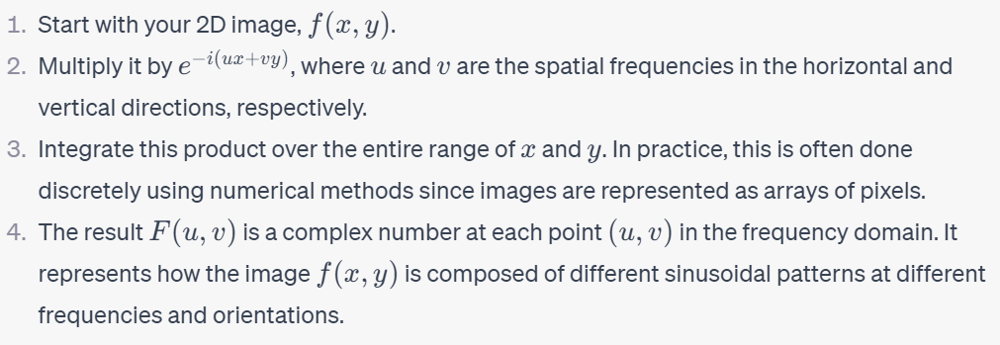 1. Start with your 2D image, f(x, y).
2. Multiply it by e^{−i(ux+vy)}, where u and v are the spatial frequencies in the horizontal and
vertical directions, respectively.
3. Integrate this product over the entire range of x and y. In practice, this is often done
discretely using numerical methods since images are represented as arrays of pixels.
4. The result F(u, v) is a complex number at each point (u, v) in the frequency domain. It
represents how the image f(x, y) is composed of different sinusoidal patterns at different
frequencies and orientations.